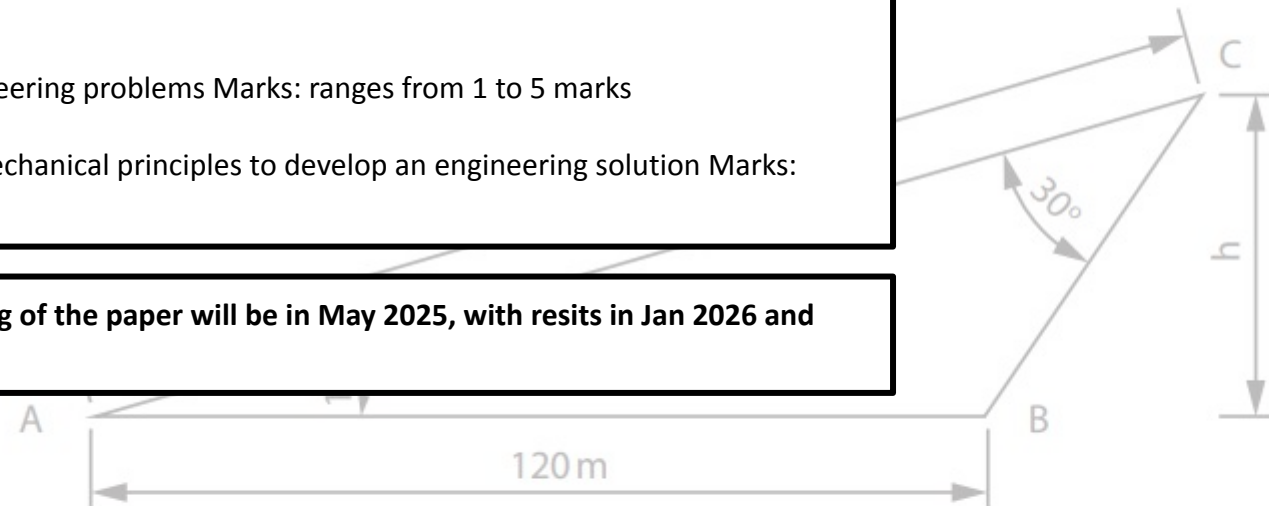 eering problems Marks: ranges from 1 to 5 marks
echanical principles to develop an engineering solution Marks:
g of the paper will be in May 2025, with resits in Jan 2026 and
C
30°
h
A
B
120 m